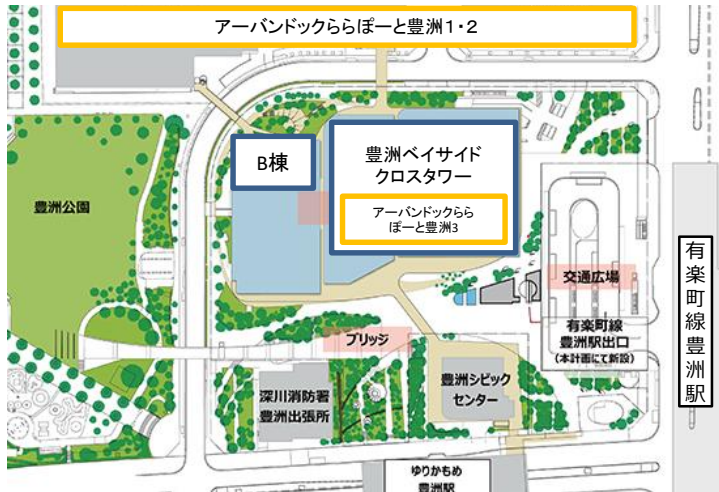 アーバンドックららぽーと豊洲1・2
B棟
豊洲ベイサイド
クロスタワー
アーバンドックらら
ぽーと豊洲3
豊洲公園
交通広場
有楽町線豊洲駅
有楽町線
豊洲駅出口
(本計画にて新設)
ブリッジ
豊洲シビック
センター
深川消防署
豊洲出張所
ゆりかもめ
豊洲駅